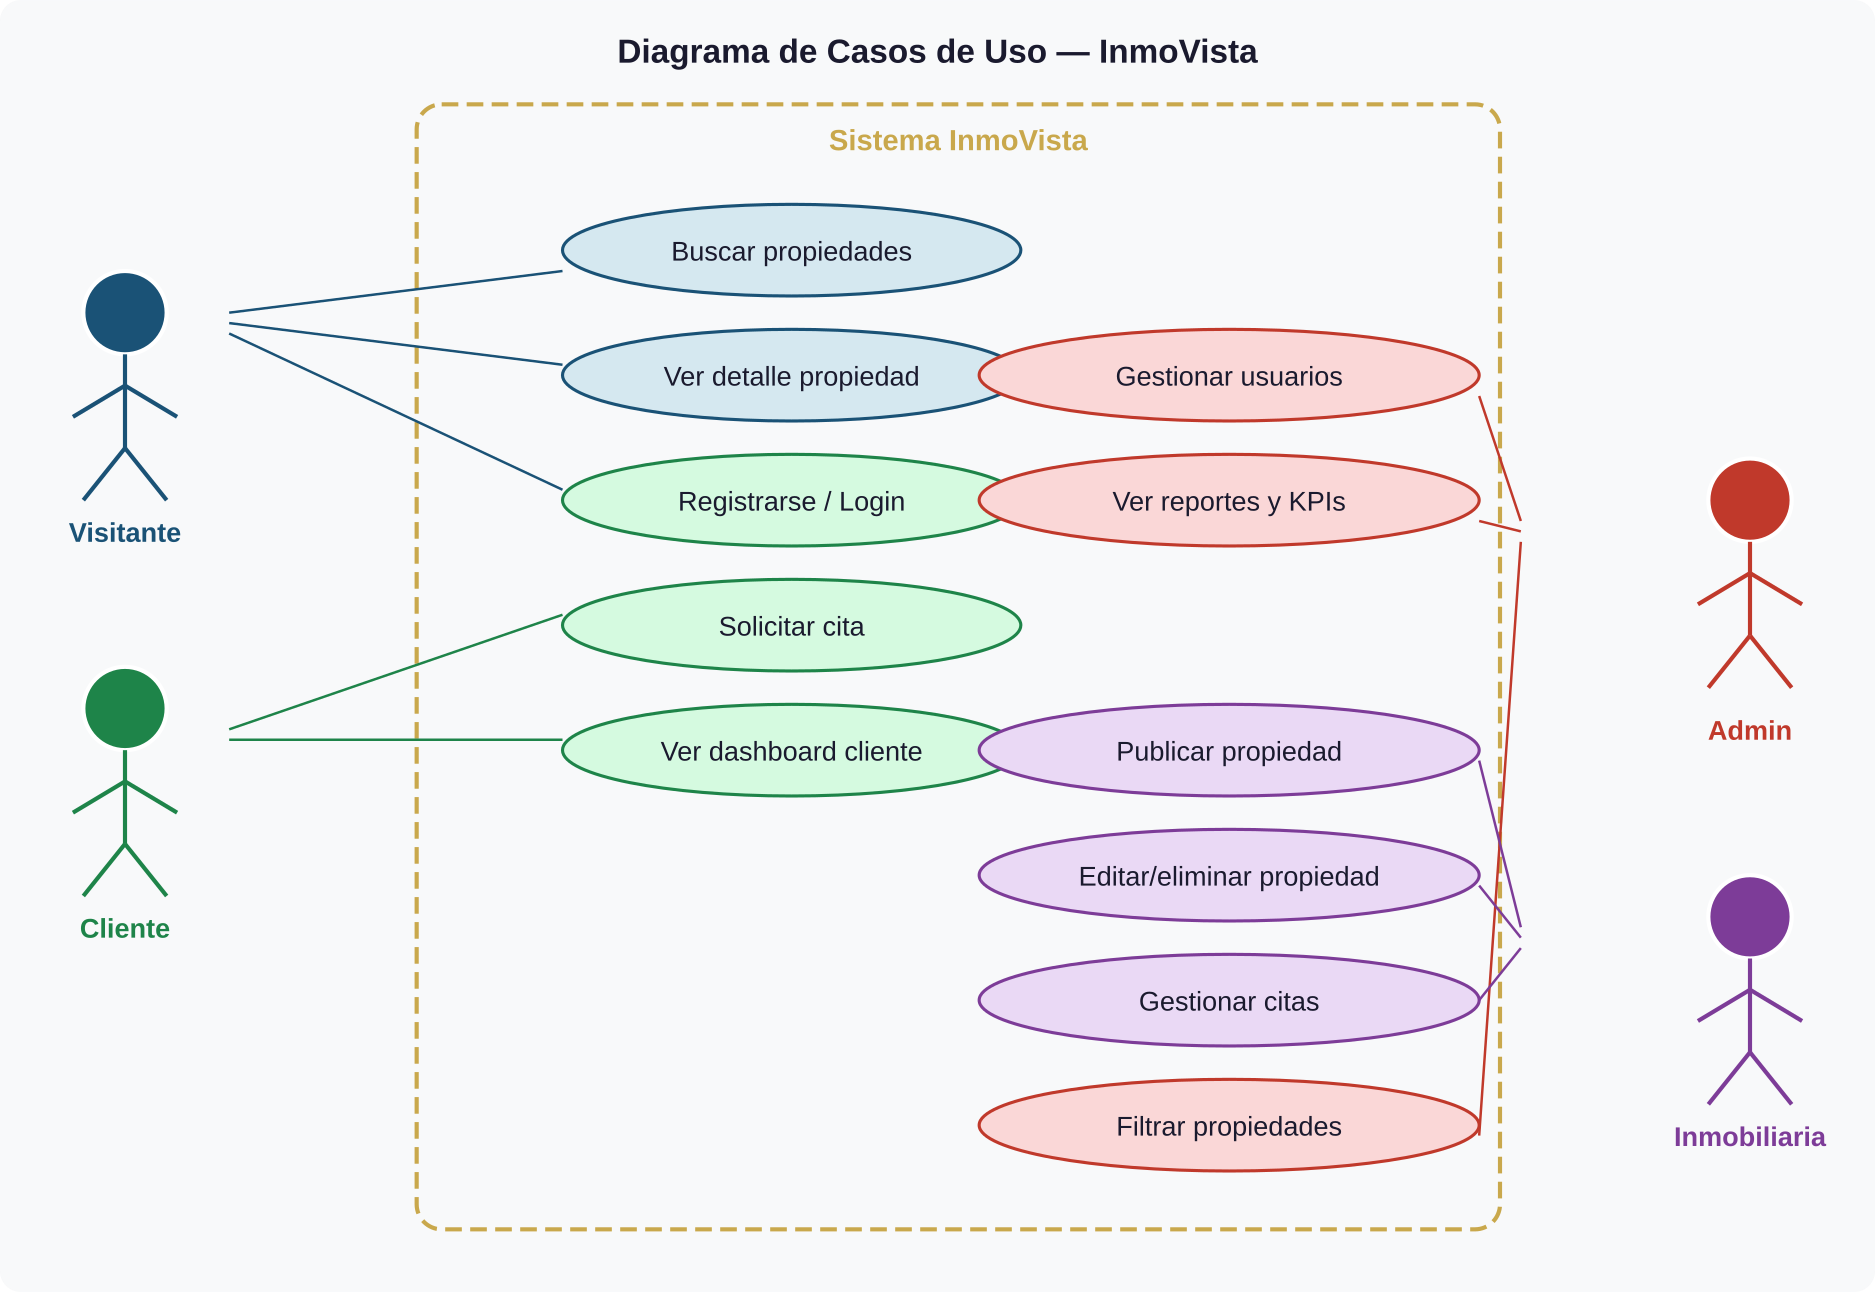 Diagrama de Casos de Uso — InmoVista
Sistema InmoVista
Buscar propiedades
Ver detalle propiedad
Gestionar usuarios
Registrarse / Login
Ver reportes y KPIs
Visitante
Solicitar cita
Admin
Ver dashboard cliente
Publicar propiedad
Editar/eliminar propiedad
Cliente
Gestionar citas
Filtrar propiedades
Inmobiliaria